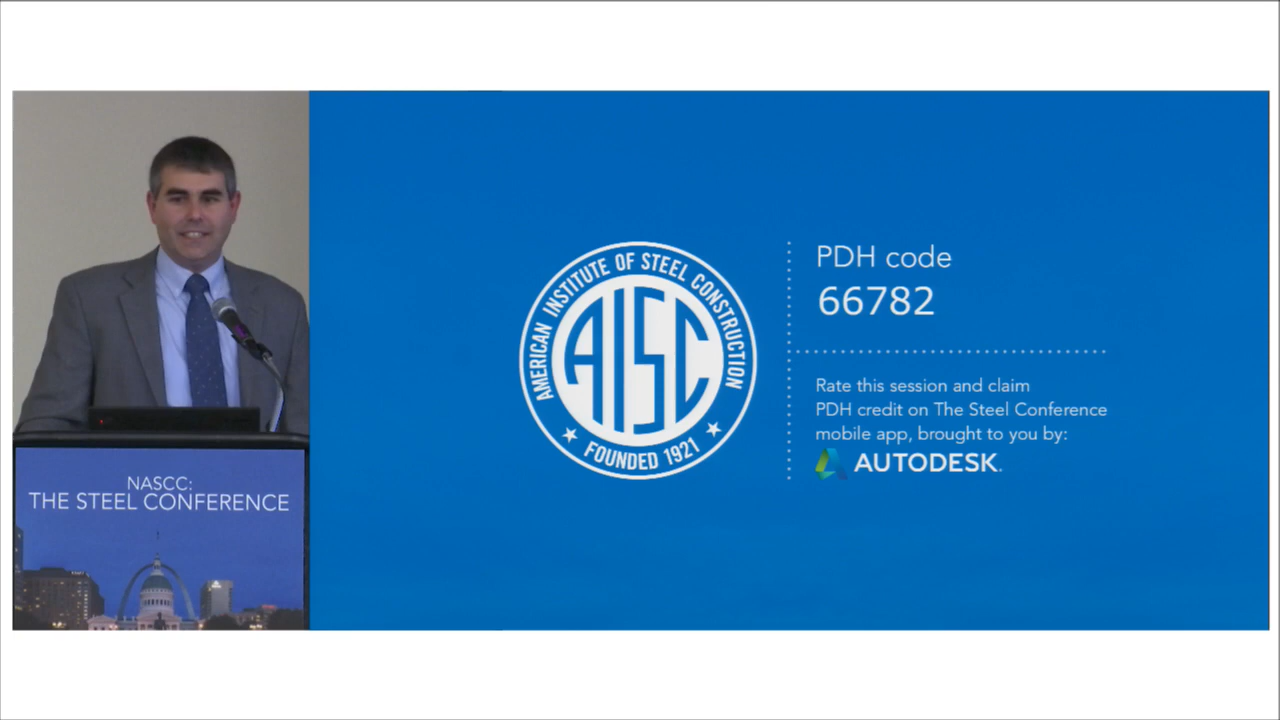 NASCC:
THE STEEL CONFERENCE
AMERICAN INSTITUTE OF STEEL CONSTRUCTION
AISC
FOUNDED 1921
PDH code
66782
Rate this session and claim
PDH credit on The Steel Conference
mobile app, brought to you by:
AUTODESK.